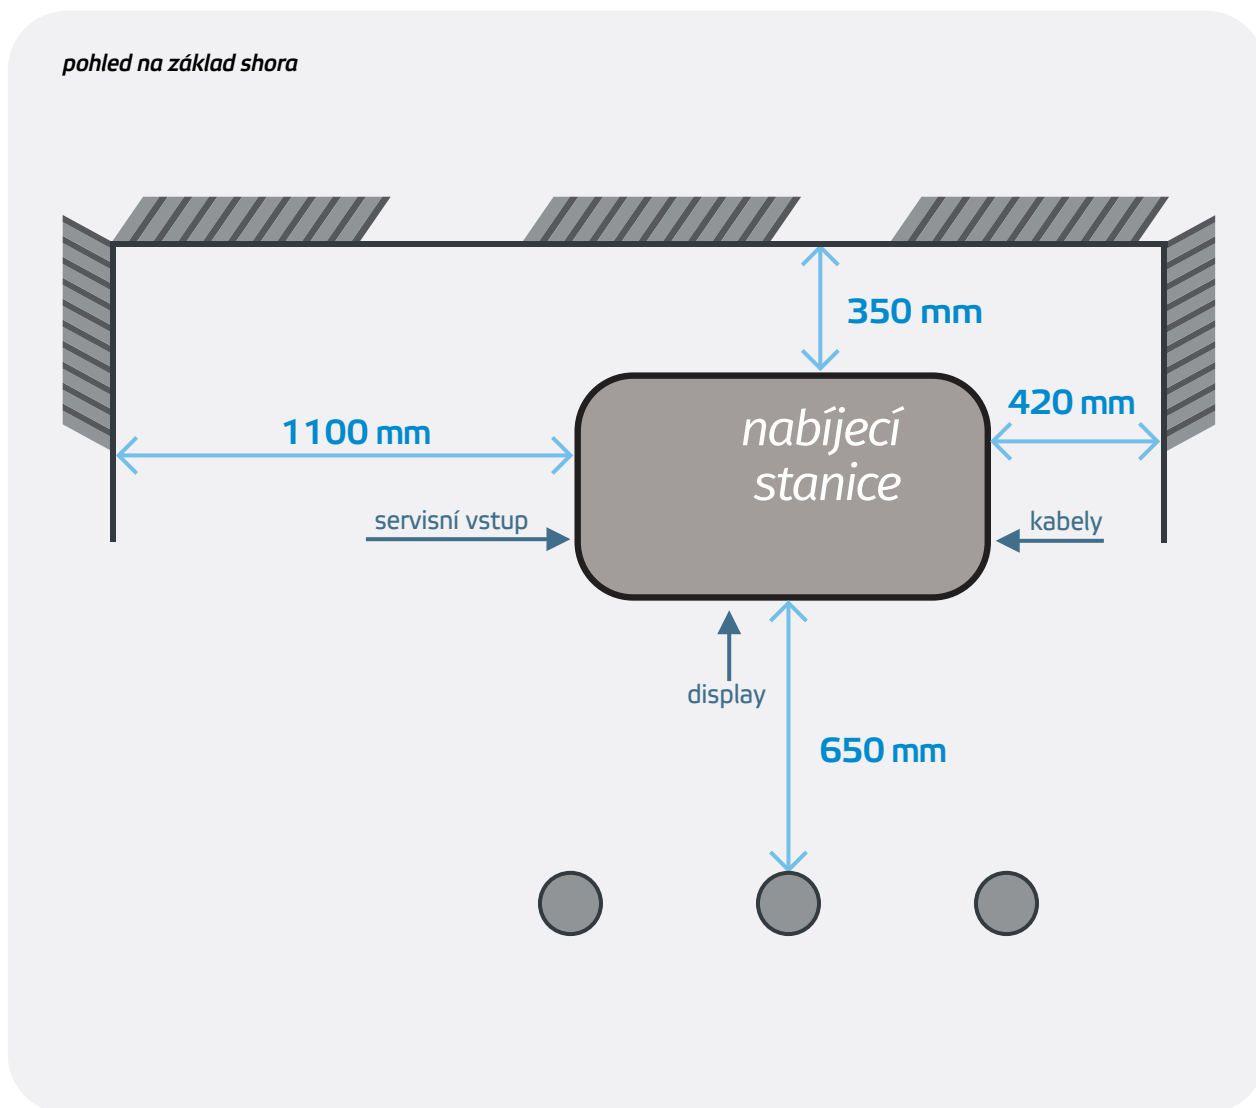 pohled na základ shora
350 mm
420 mm
1100 mm
nabíjecí
stanice
servisní vstup
kabely
display
650 mm